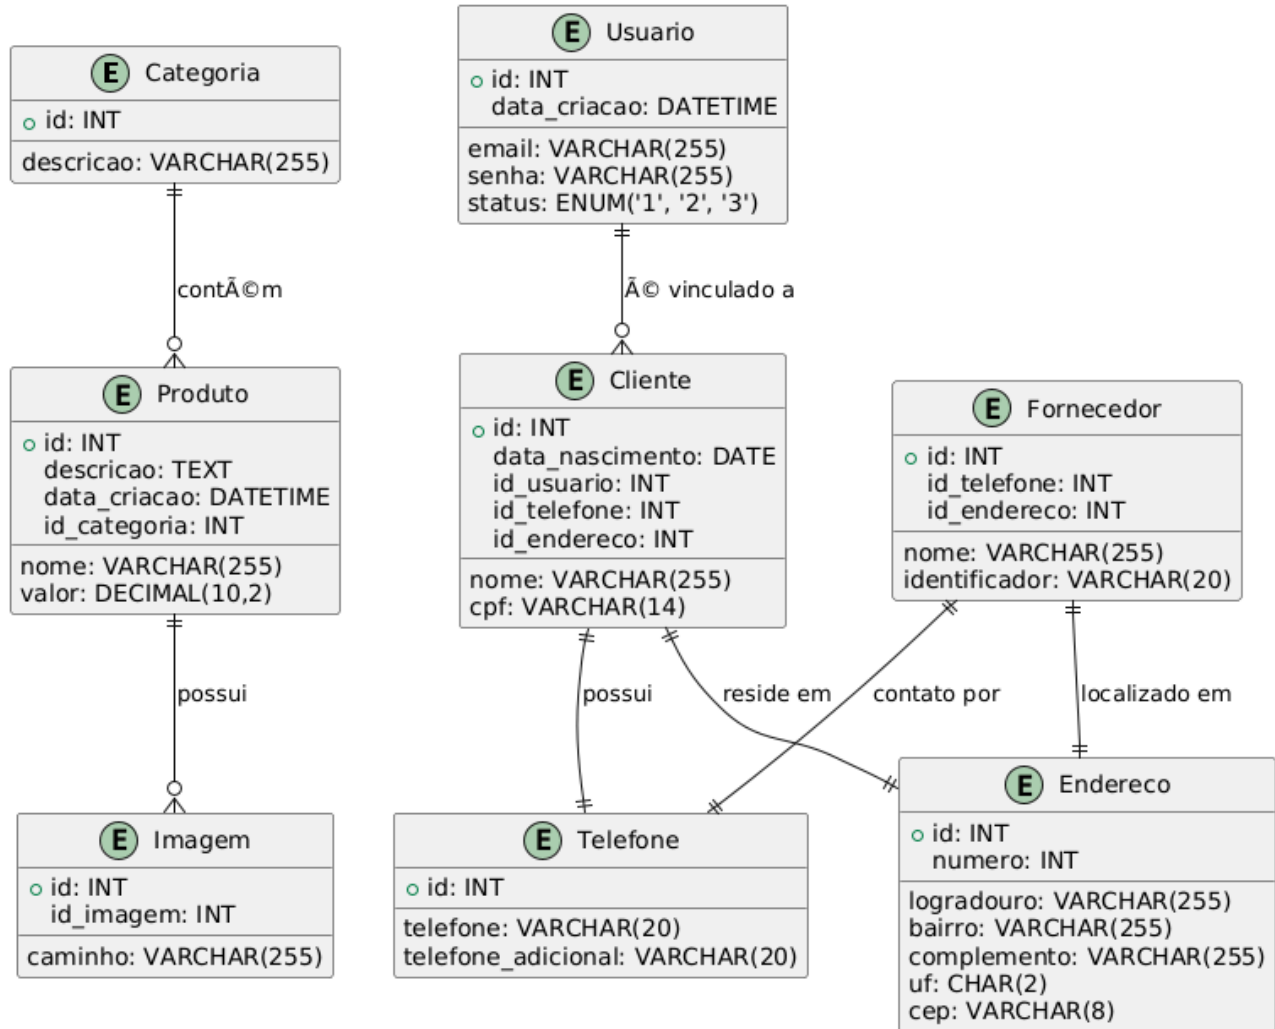 E Categoria
id: INT
descricao: VARCHAR(255)
contÃ©m
E Produto
id: INT
descricao: TEXT
data_criacao: DATETIME
id_categoria: INT
nome: VARCHAR(255)
valor: DECIMAL(10,2)
possui
E Imagem
id: INT
id_imagem: INT
caminho: VARCHAR(255)
E Usuario
id: INT
data_criacao: DATETIME
email: VARCHAR(255)
senha: VARCHAR(255)
status: ENUM('1', '2', '3')
Ã© vinculado a
E Cliente
id: INT
data_nascimento: DATE
id_usuario: INT
id_telefone: INT
id_endereco: INT
nome: VARCHAR(255)
cpf: VARCHAR(14)
E Fornecedor
id: INT
id_telefone: INT
id_endereco: INT
nome: VARCHAR(255)
identificador: VARCHAR(20)
possui
reside em
contato por
localizado em
E Telefone
id: INT
telefone: VARCHAR(20)
telefone_adicional: VARCHAR(20)
E Endereco
id: INT
numero: INT
logradouro: VARCHAR(255)
bairro: VARCHAR(255)
complemento: VARCHAR(255)
uf: CHAR(2)
cep: VARCHAR(8)